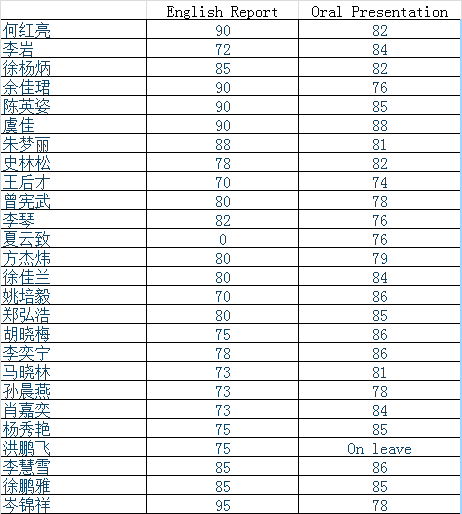 English Report Oral Presentation
何红亮 90 82
李岩 72 84
徐杨炳 85 82
余佳珺 90 76
陈英姿 90 85
虞佳 90 88
朱梦丽 88 81
史林松 78 82
王后才 70 74
曾宪武 80 78
李琴 82 76
夏云致 0 76
方杰炜 80 79
徐佳兰 80 84
姚培毅 70 86
郑弘浩 80 85
胡晓梅 75 86
李奕宁 78 86
马晓林 73 81
孙晨燕 73 78
肖嘉奕 73 84
杨秀艳 75 85
洪鹏飞 75 On leave
李慧雪 85 86
徐鹏雅 85 85
岑锦祥 95 78